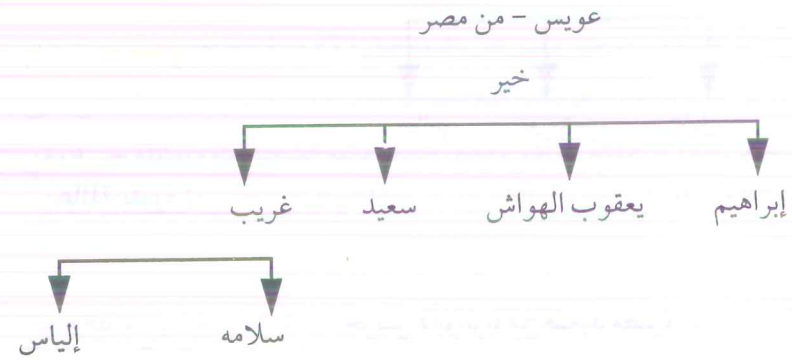 عويس – من مصر
خير
إبراهيم يعقوب الهواش سعيد غريب
سلامه إلياس